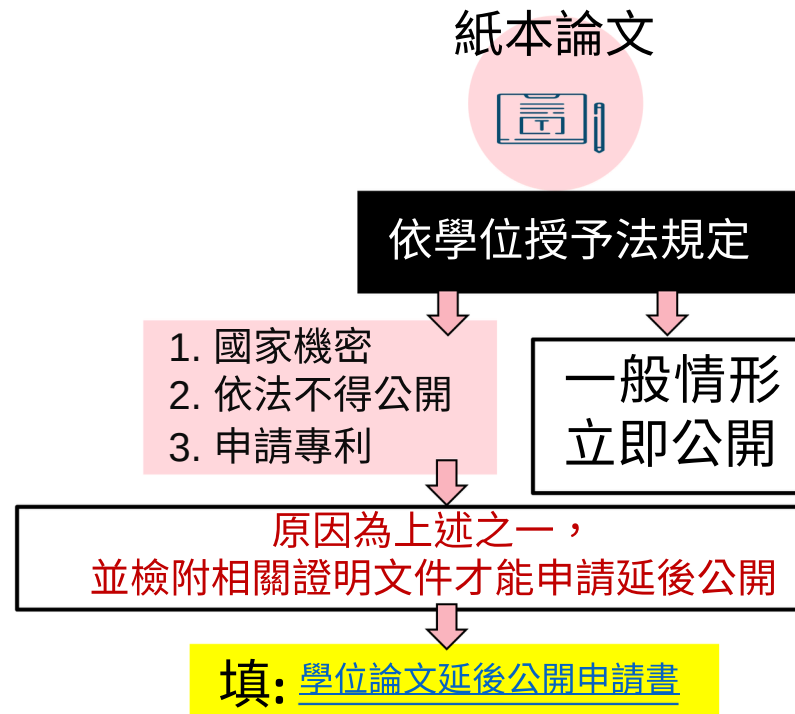 紙本論文
T
依學位授予法規定
1. 國家機密
2. 依法不得公開
3. 申請專利
一般情形
立即公開
原因為上述之一，
並檢附相關證明文件才能申請延後公開
填: 學位論文延後公開申請書